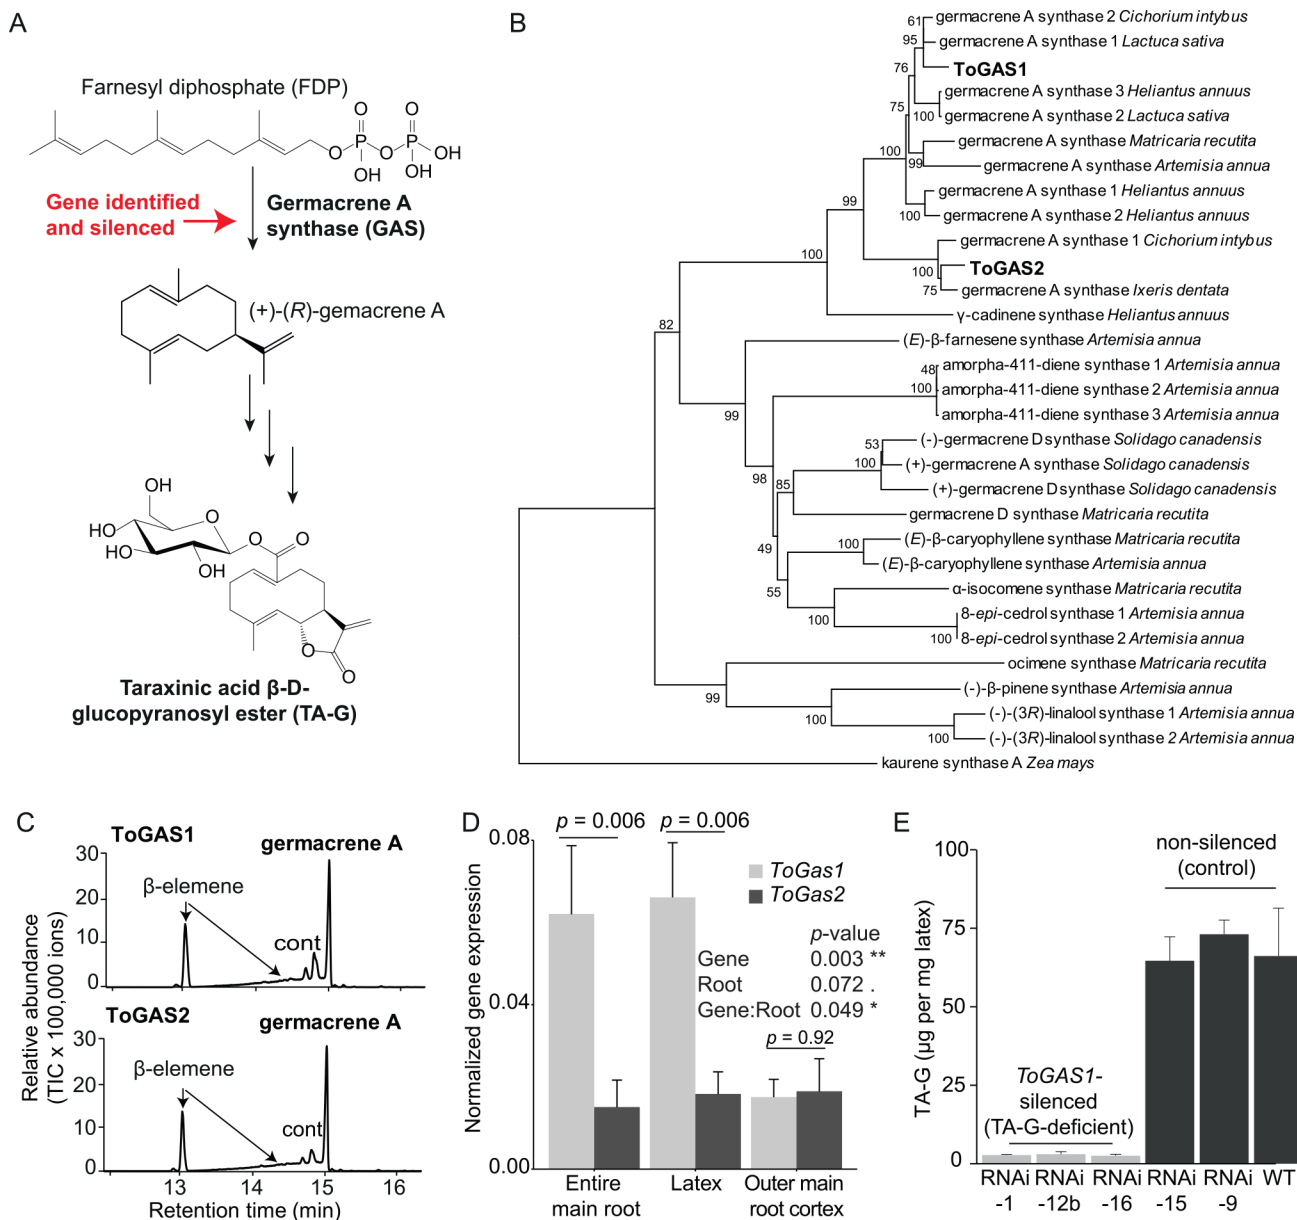 A
Farnesyl diphosphate (FDP)
O O
P P
O O OH
OH OH
Gene identified
and silenced
Germacrene A
synthase (GAS)
(+)-(R)-gemacrene A
OH
HO O
HO O O
OH
O
O
Taraxinic acid β-D-
glucopyranosyl ester (TA-G)
B
germacrene A synthase 2 Cichorium intybus
germacrene A synthase 1 Lactuca sativa
ToGAS1
germacrene A synthase 3 Heliantus annuus
germacrene A synthase 2 Lactuca sativa
germacrene A synthase Matricaria recutita
germacrene A synthase Artemisia annua
germacrene A synthase 1 Heliantus annuus
germacrene A synthase 2 Heliantus annuus
germacrene A synthase 1 Cichorium intybus
ToGAS2
germacrene A synthase Ixeris dentata
γ-cadinene synthase Heliantus annuus
(E)-β-farnesene synthase Artemisia annua
amorpha-411-diene synthase 1 Artemisia annua
amorpha-411-diene synthase 2 Artemisia annua
amorpha-411-diene synthase 3 Artemisia annua
(-)-germacrene D synthase Solidago canadensis
(+)-germacrene A synthase Solidago canadensis
(+)-germacrene D synthase Solidago canadensis
germacrene D synthase Matricaria recutita
(E)-β-caryophyllene synthase Matricaria recutita
(E)-β-caryophyllene synthase Artemisia annua
α-isocomene synthase Matricaria recutita
8-epi-cedrol synthase 1 Artemisia annua
8-epi-cedrol synthase 2 Artemisia annua
ocimene synthase Matricaria recutita
(-)-β-pinene synthase Artemisia annua
(-)-(3R)-linalool synthase 1 Artemisia annua
(-)-(3R)-linalool synthase 2 Artemisia annua
kaurene synthase A Zea mays
61
95
76
75
100
100
99
100
99
100
75
100
82
48
100
99
53
100
98
85
49
100
55
100
100
99
100
100
C
ToGAS1
germacrene A
β-elemene
cont
30
20
10
0
ToGAS2
germacrene A
β-elemene
cont
30
20
10
0
Relative abundance
(TIC x 100,000 ions)
13 14 15 16
Retention time (min)
D
p = 0.006
p = 0.006
ToGas1
ToGas2
p-value
Gene 0.003 **
Root 0.072 .
Gene:Root 0.049 *
p = 0.92
0.08
0.04
0.00
Normalized gene expression
Entire
main root
Latex
Outer main
root cortex
E
non-silenced
(control)
ToGAS1-
silenced
(TA-G-deficient)
100
75
50
25
0
TA-G (µg per mg latex)
RNAi
-1
RNAi
-12b
RNAi
-16
RNAi
-15
RNAi
-9
WT